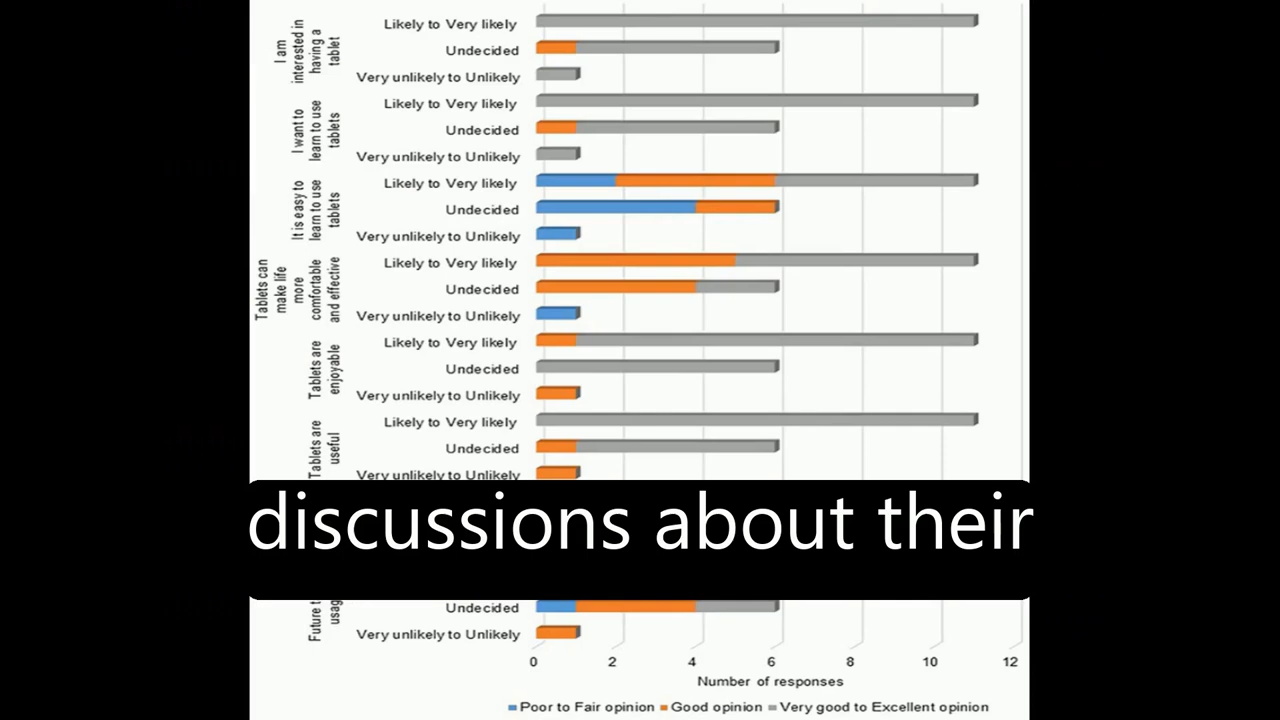 I am
interested in
having a
tablet
Likely to Very likely
Undecided
Very unlikely to Unlikely
I want to
learn to use
tablets
Likely to Very likely
Undecided
Very unlikely to Unlikely
It is easy to
learn to use
tablets
Likely to Very likely
Undecided
Very unlikely to Unlikely
Tablets can
make life
more
comfortable
and effective
Likely to Very likely
Undecided
Very unlikely to Unlikely
Tablets are
enjoyable
Likely to Very likely
Undecided
Very unlikely to Unlikely
Tablets are
useful
Likely to Very likely
Undecided
Very unlikely to Unlikely
discussions about their
Future
Undecided
Very unlikely to Unlikely
0 2 4 6 8 10 12
Number of responses
Poor to Fair opinion Good opinion Very good to Excellent opinion